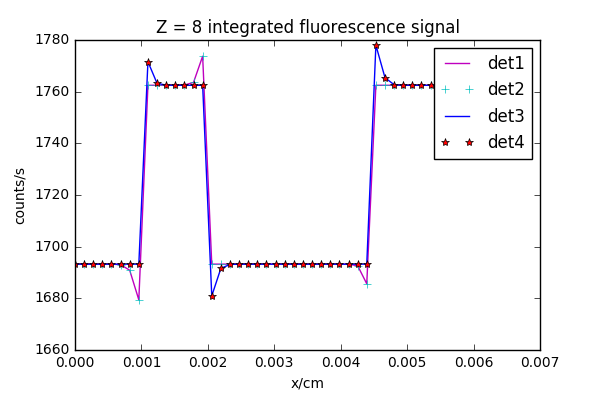 Z = 8 integrated fluorescence signal
1780
1760
1740
1720
1700
1680
1660
counts/s
det1
det2
det3
det4
0.000 0.001 0.002 0.003 0.004 0.005 0.006 0.007
x/cm